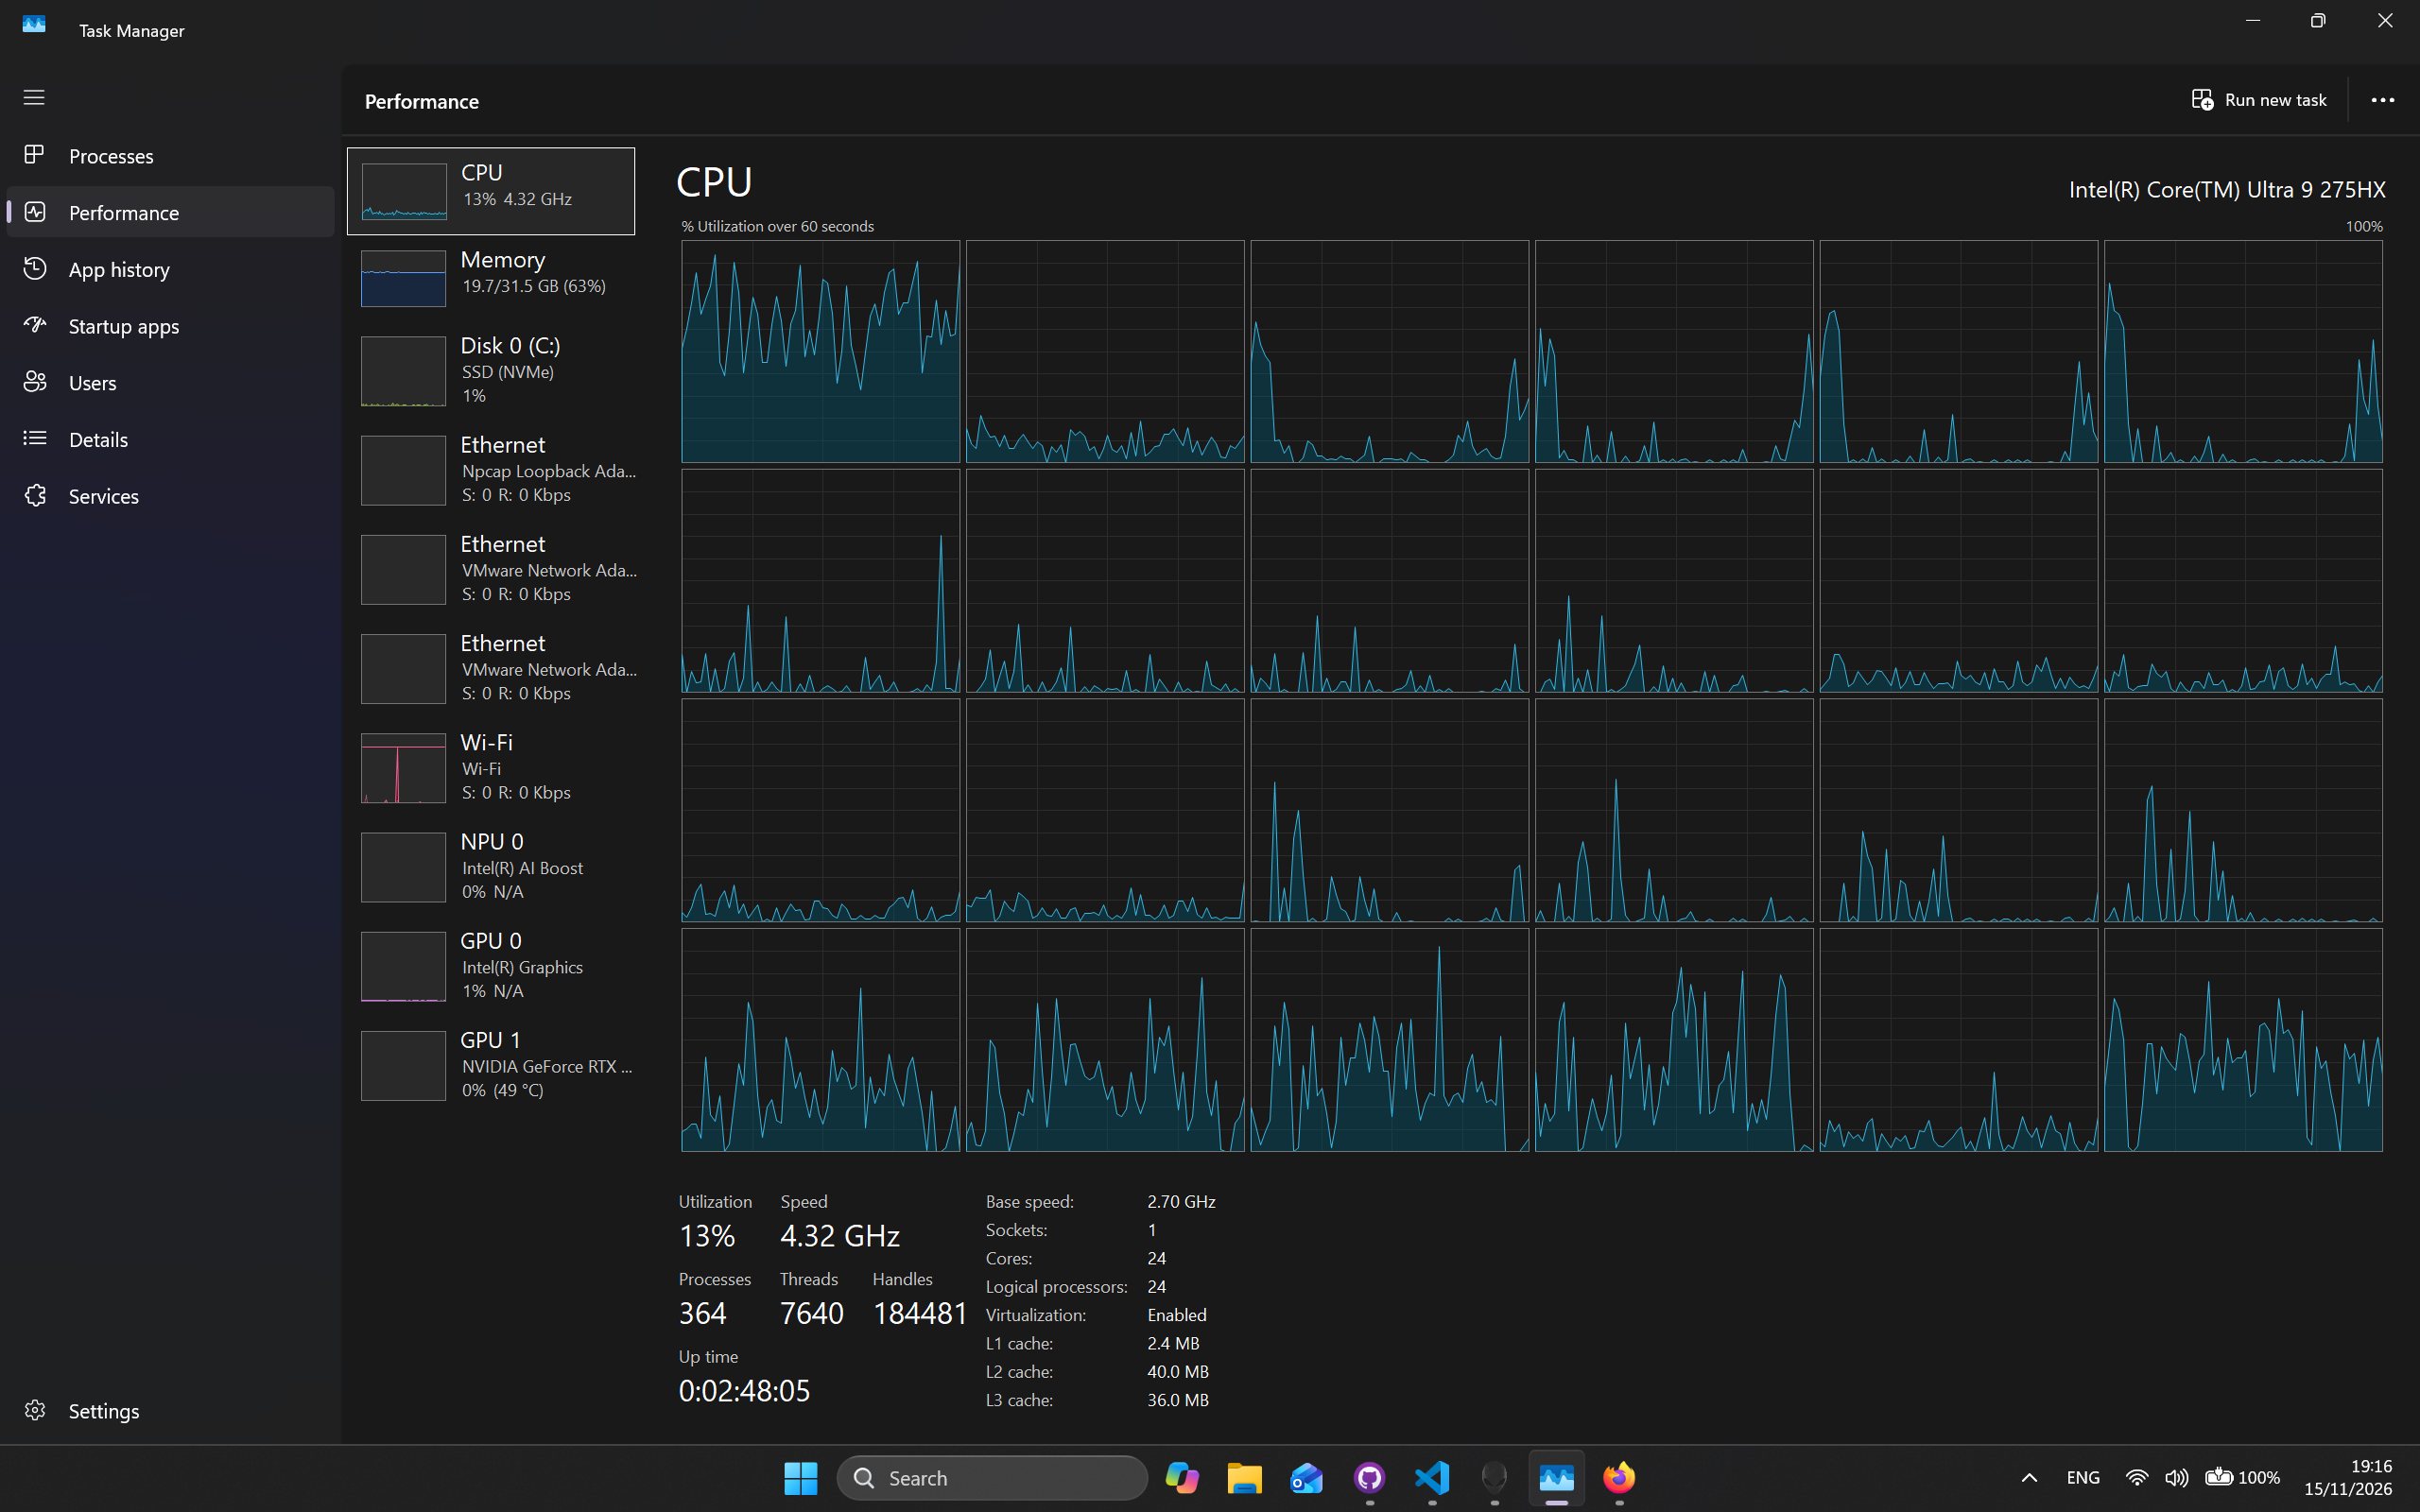 Task Manager
Processes
Performance
App history
Startup apps
Users
Details
Services
Settings
Performance
Run new task
CPU
13% 4.32 GHz
Memory
19.7/31.5 GB (63%)
Disk 0 (C:)
SSD (NVMe)
1%
Ethernet
Npcap Loopback Ada...
S: 0 R: 0 Kbps
Ethernet
VMware Network Ada...
S: 0 R: 0 Kbps
Ethernet
VMware Network Ada...
S: 0 R: 0 Kbps
Wi-Fi
Wi-Fi
S: 0 R: 0 Kbps
NPU 0
Intel(R) AI Boost
0% N/A
GPU 0
Intel(R) Graphics
1% N/A
GPU 1
NVIDIA GeForce RTX ...
0% (49 °C)
CPU
Intel(R) Core(TM) Ultra 9 275HX
% Utilization over 60 seconds
100%
Utilization Speed
13% 4.32 GHz
Processes Threads Handles
364 7640 184481
Up time
0:02:48:05
Base speed: 2.70 GHz
Sockets: 1
Cores: 24
Logical processors: 24
Virtualization: Enabled
L1 cache: 2.4 MB
L2 cache: 40.0 MB
L3 cache: 36.0 MB
Search
ENG
100%
19:16
15/11/2026